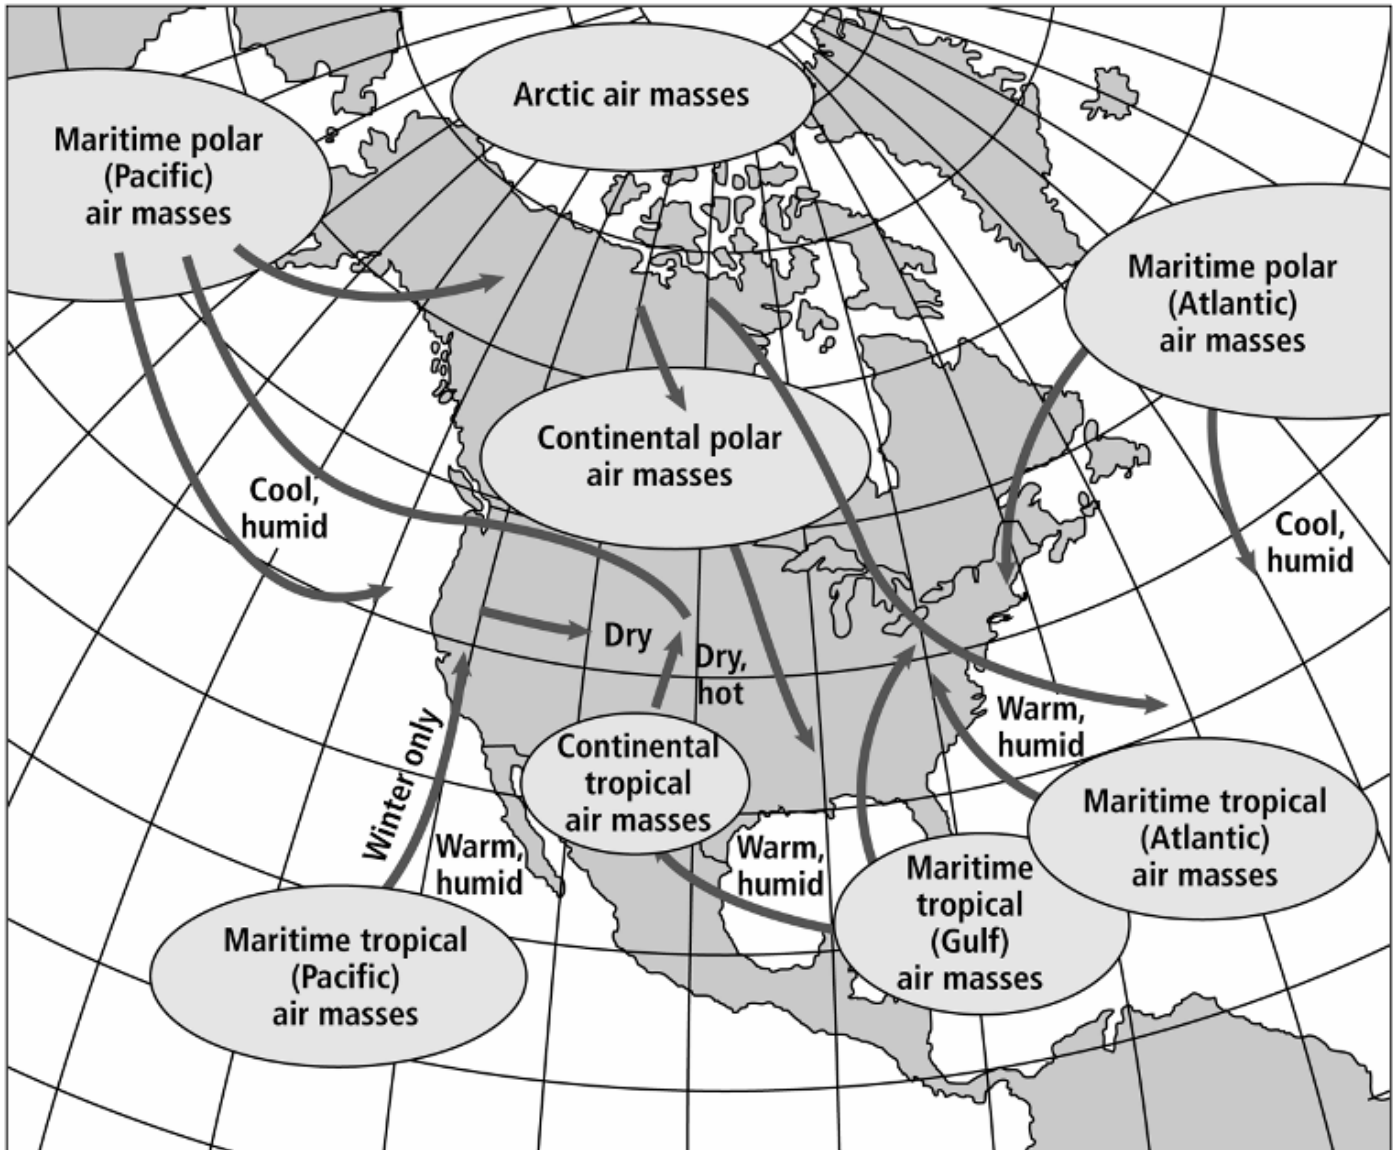 Arctic air masses
Maritime polar
(Pacific)
air masses
Maritime polar
(Atlantic)
air masses
Continental polar
air masses
Cool,
humid
Cool,
humid
Dry
Dry,
hot
Warm,
humid
Winter only
Continental
tropical
air masses
Maritime tropical
(Atlantic)
air masses
Warm,
humid
Warm,
humid
Maritime
tropical
(Gulf)
air masses
Maritime tropical
(Pacific)
air masses